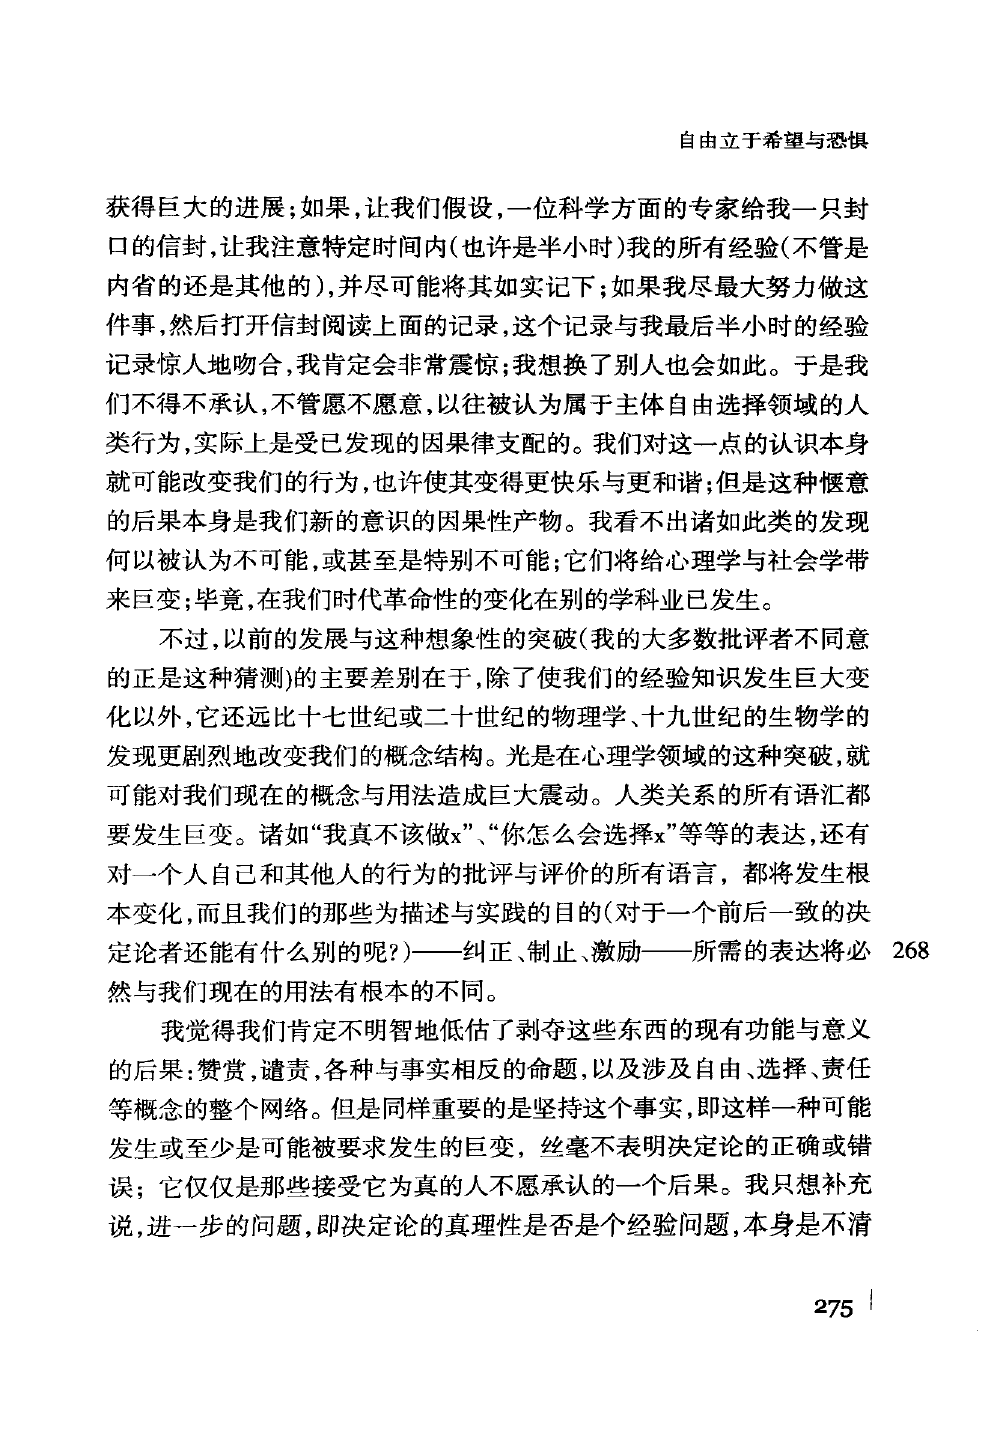 自由立于希望与恐惧
获得巨大的进展;如果,让我们假设,一位科学方面的专家给我一只封
口的信封,让我注意特定时间内(也许是半小时)我的所有经验(不管是
内省的还是其他的),并尽可能将其如实记下;如果我尽最大努力做这
件事,然后打开信封阅读上面的记录,这个记录与我最后半小时的经验
记录惊人地吻合,我肯定会非常震惊;我想换了别人也会如此。于是我
们不得不承认,不管愿不愿意,以往被认为属于主体自由选择领域的人
类行为,实际上是受已发现的因果律支配的。我们对这一点的认识本身
就可能改变我们的行为,也许使其变得更快乐与更和谐;但是这种惬意
的后果本身是我们新的意识的因果性产物。我看不出诸如此类的发现
何以被认为不可能,或甚至是特别不可能;它们将给心理学与社会学带
来巨变;毕竟,在我们时代革命性的变化在别的学科业已发生。
不过,以前的发展与这种想象性的突破(我的大多数批评者不同意
的正是这种猜测)的主要差别在于,除了使我们的经验知识发生巨大变
化以外,它还远比十七世纪或二十世纪的物理学、十九世纪的生物学的
发现更剧烈地改变我们的概念结构。光是在心理学领域的这种突破,就
可能对我们现在的概念与用法造成巨大震动。人类关系的所有语汇都
要发生巨变。诸如“我真不该做x”、“你怎么会选择x”等等的表达,还有
对一个人自己和其他人的行为的批评与评价的所有语言，都将发生根
本变化,而且我们的那些为描述与实践的目的(对于一个前后一致的决
定论者还能有什么别的呢?)——纠正、制止、激励——所需的表达将必 268
然与我们现在的用法有根本的不同。
我觉得我们肯定不明智地低估了剥夺这些东西的现有功能与意义
的后果:赞赏,谴责,各种与事实相反的命题,以及涉及自由、选择、责任
等概念的整个网络。但是同样重要的是坚持这个事实,即这样一种可能
发生或至少是可能被要求发生的巨变，丝毫不表明决定论的正确或错
误；它仅仅是那些接受它为真的人不愿承认的一个后果。我只想补充
说,进一步的问题,即决定论的真理性是否是个经验问题,本身是不清
275